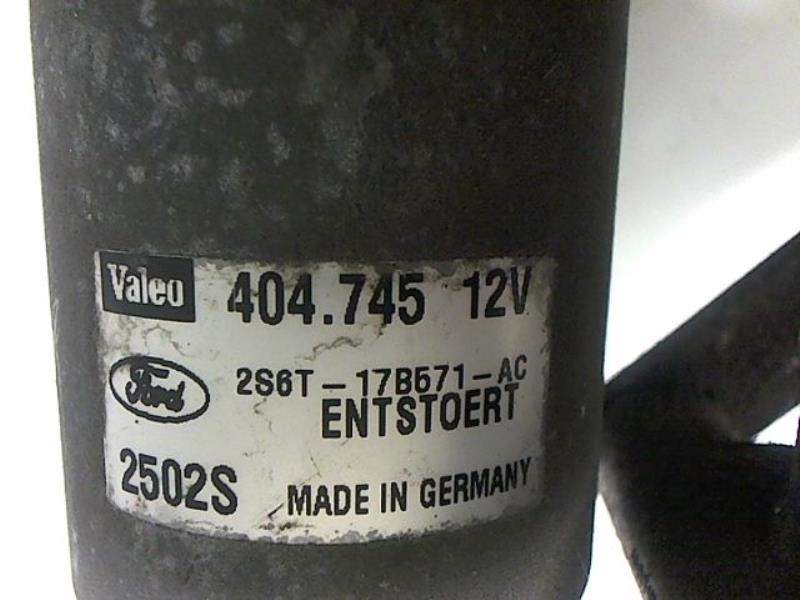 Valeo 404.745 12V
Ford 2S6T-17B571-AC
ENTSTOERT
2502S MADE IN GERMANY